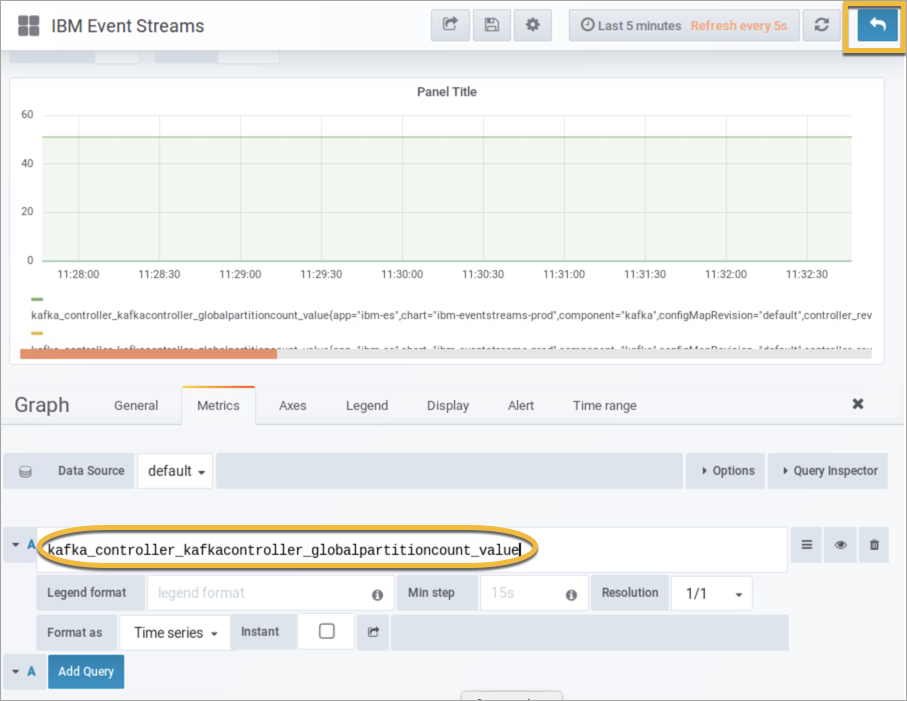 IBM Event Streams
Last 5 minutes Refresh every 5s
Panel Title
60
40
20
0
11:28:00 11:28:30 11:29:00 11:29:30 11:30:00 11:30:30 11:31:00 11:31:30 11:32:00 11:32:30
kafka_controller_kafkacontroller_globalpartitioncount_value{app="ibm-es",chart="ibm-eventstreams-prod",component="kafka",configMapRevision="default",controller_rev
Graph General Metrics Axes Legend Display Alert Time range
Data Source default Options Query Inspector
A kafka_controller_kafkacontroller_globalpartitioncount_value
Legend format legend format Min step 15s Resolution 1/1
Format as Time series Instant
A Add Query